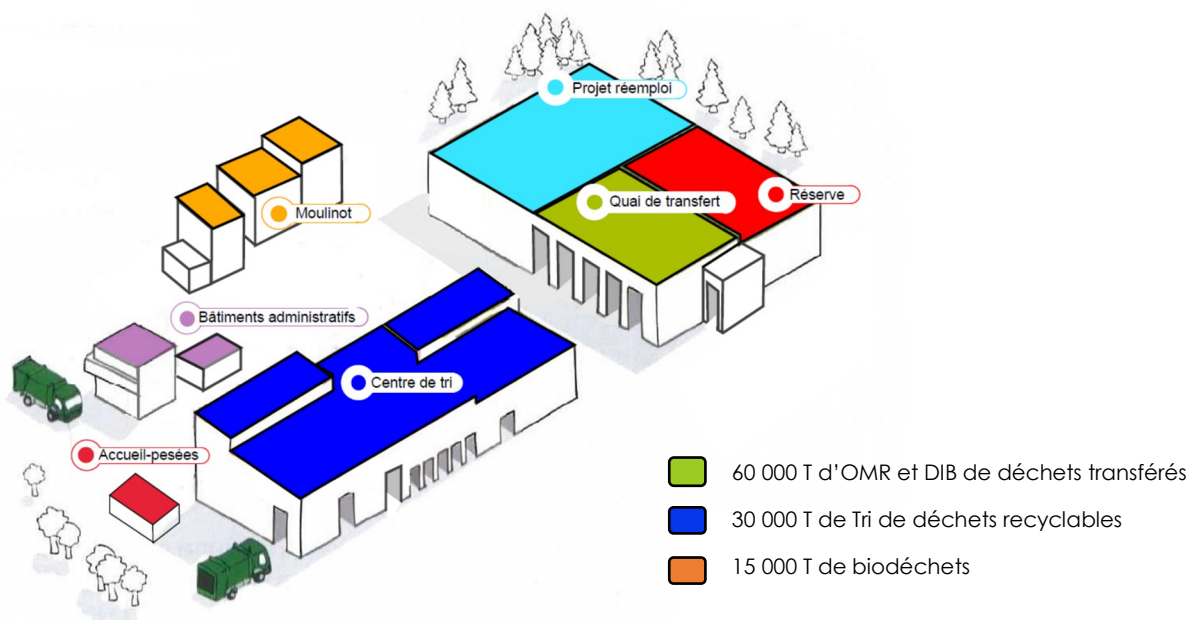 Projet réemploi
Réserve
Quai de transfert
Moulinot
Bâtiments administratifs
Centre de tri
Accueil-pesées
60 000 T d'OMR et DIB de déchets transférés
30 000 T de Tri de déchets recyclables
15 000 T de biodéchets